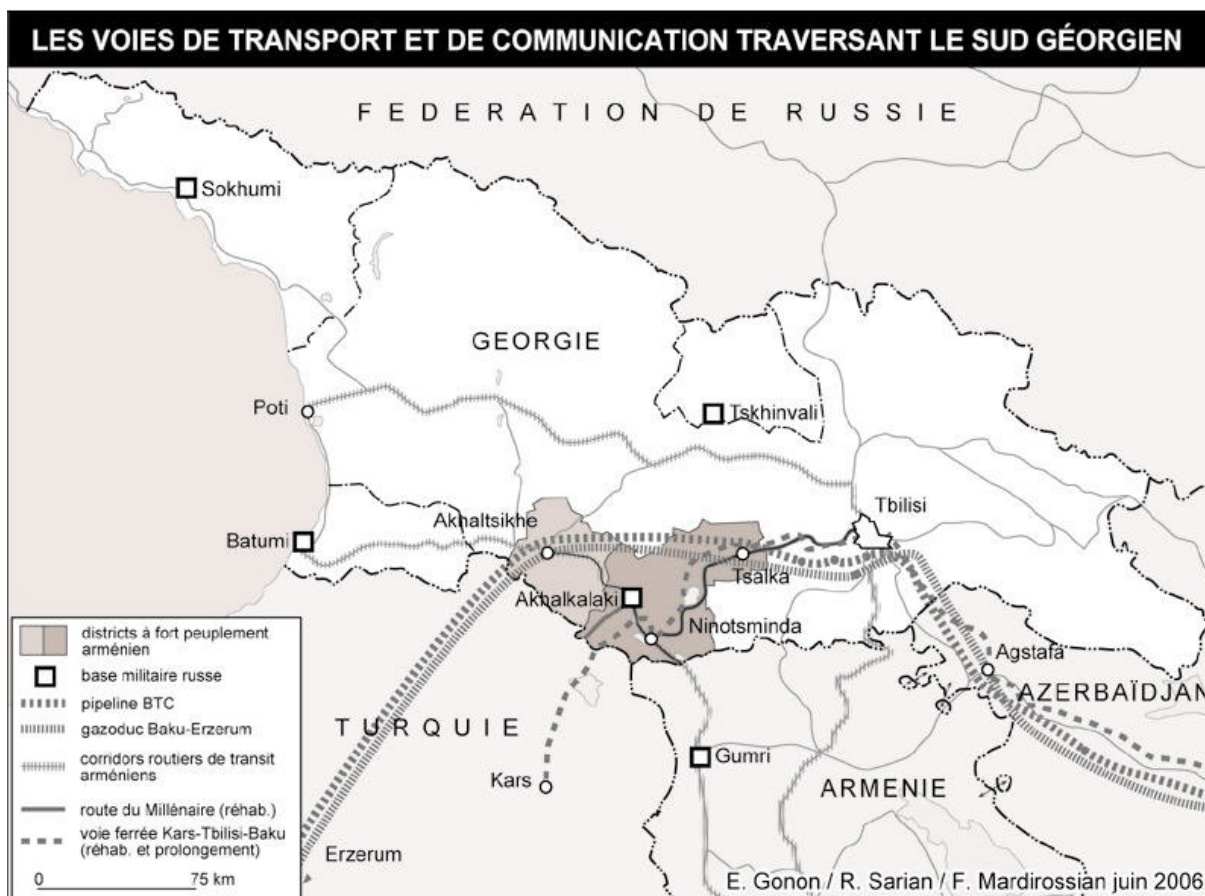 LES VOIES DE TRANSPORT ET DE COMMUNICATION TRAVERSANT LE SUD GÉORGIEN
FEDERATION DE RUSSIE
Sokhumi
GEORGIE
Poti
Tskhinvali
Tbilisi
Akhaltsikhe
Batumi
Tsalka
Akhalkalaki
Ninotsminda
Agstafa
AZERBAÏDJAN
TURQUIE
Gumri
Kars
ARMENIE
Erzerum
districts à fort peuplement
arménien
base militaire russe
pipeline BTC
gazoduc Baku-Erzerum
corridors routiers de transit
arméniens
route du Millénaire (réhab.)
voie ferrée Kars-Tbilisi-Baku
(réhab. et prolongement)
0 75 km
E. Gonon / R. Sarian / F. Mardirossian juin 2006